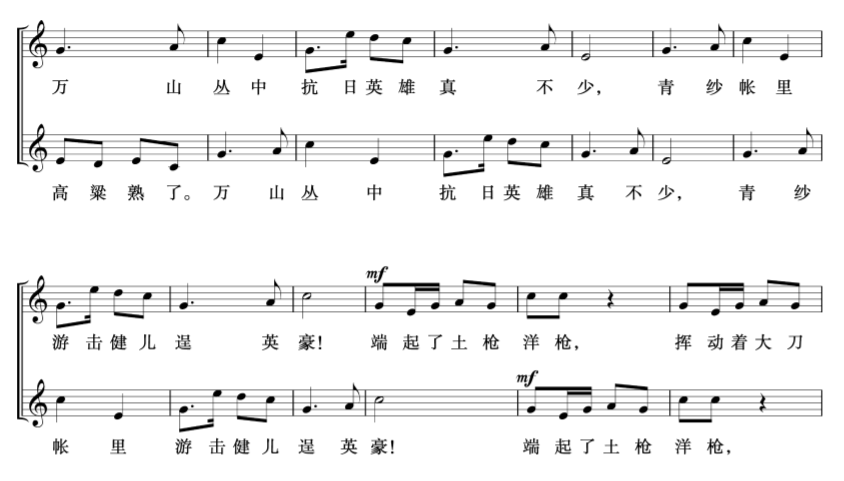 万 山 丛 中 抗 日 英 雄 真 不 少， 青 纱 帐 里
高 粱 熟 了。 万 山 丛 中 抗 日 英 雄 真 不 少， 青 纱
mf
游 击 健 儿 逞 英 豪！ 端 起 了 土 枪 洋 枪， 挥 动 着 大 刀
mf
帐 里 游 击 健 儿 逞 英 豪！ 端 起 了 土 枪 洋 枪，